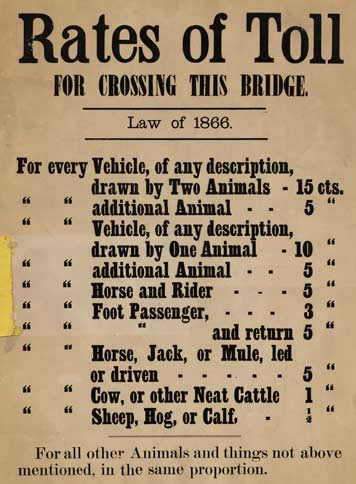 Rates of Toll
FOR CROSSING THIS BRIDGE.
Law of 1866.
For every Vehicle, of any description,
drawn by Two Animals - 15 cts.
“ “ additional Animal - - 5 “
“ “ Vehicle, of any description,
drawn by One Animal - 10 “
“ “ additional Animal - - 5 “
“ “ Horse and Rider - - - 5 “
“ “ Foot Passenger, - - - 3 “
“ “ “ and return 5 “
“ “ Horse, Jack, or Mule, led
or driven - - - - - 5 “
“ “ Cow, or other Neat Cattle 1 “
“ “ Sheep, Hog, or Calf, - ½ “
For all other Animals and things not above
mentioned, in the same proportion.